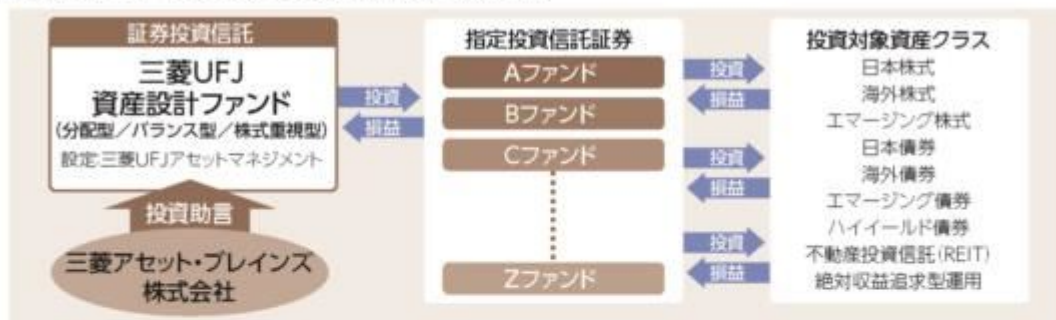 証券投資信託
三菱UFJ
資産設計ファンド
(分配型/バランス型/株式重視型)
設定:三菱UFJアセットマネジメント
投資助言
三菱アセット・ブレインズ
株式会社
投資
損益
指定投資信託証券
Aファンド
Bファンド
Cファンド
Zファンド
投資
損益
投資
損益
投資
損益
投資対象資産クラス
日本株式
海外株式
エマージング株式
日本債券
海外債券
エマージング債券
ハイイールド債券
不動産投資信託(REIT)
絶対収益追求型運用